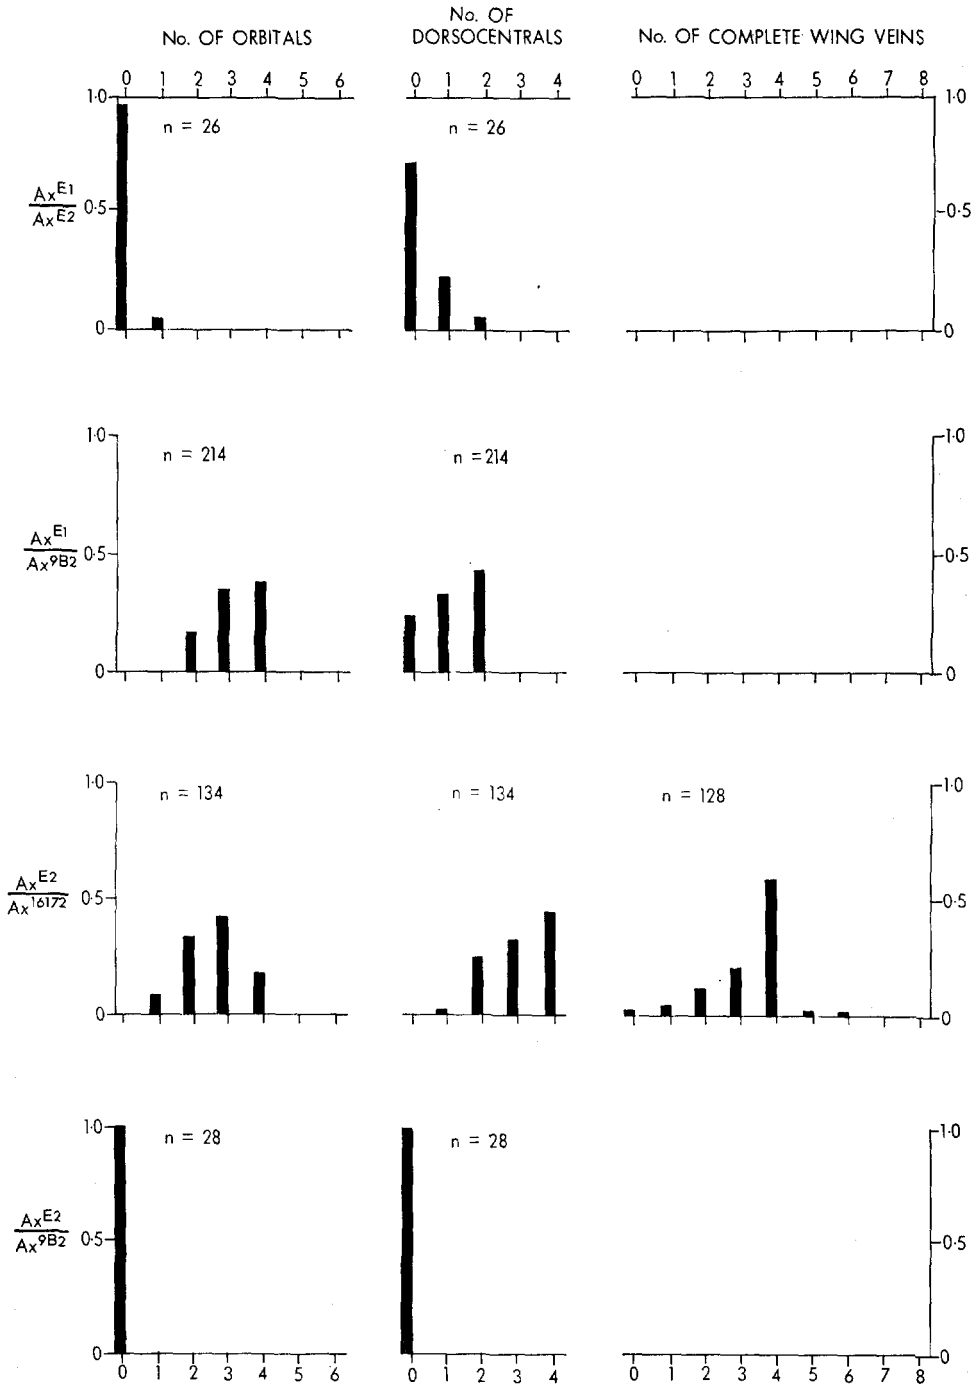 No. OF ORBITALS
No. OF
DORSOCENTRALS
No. OF COMPLETE WING VEINS
0 1 2 3 4 5 6
0 1 2 3 4
0 1 2 3 4 5 6 7 8
1·0
n = 26
n = 26
1·0
Ax^E1
Ax^E2
0·5
0·5
0
0
1·0
n = 214
n = 214
1·0
Ax^E1
Ax^9B2
0·5
0·5
0
0
1·0
n = 134
n = 134
n = 128
1·0
Ax^E2
Ax^16172
0·5
0·5
0
0
1·0
n = 28
n = 28
1·0
Ax^E2
Ax^9B2
0·5
0·5
0
0
0 1 2 3 4 5 6
0 1 2 3 4
0 1 2 3 4 5 6 7 8